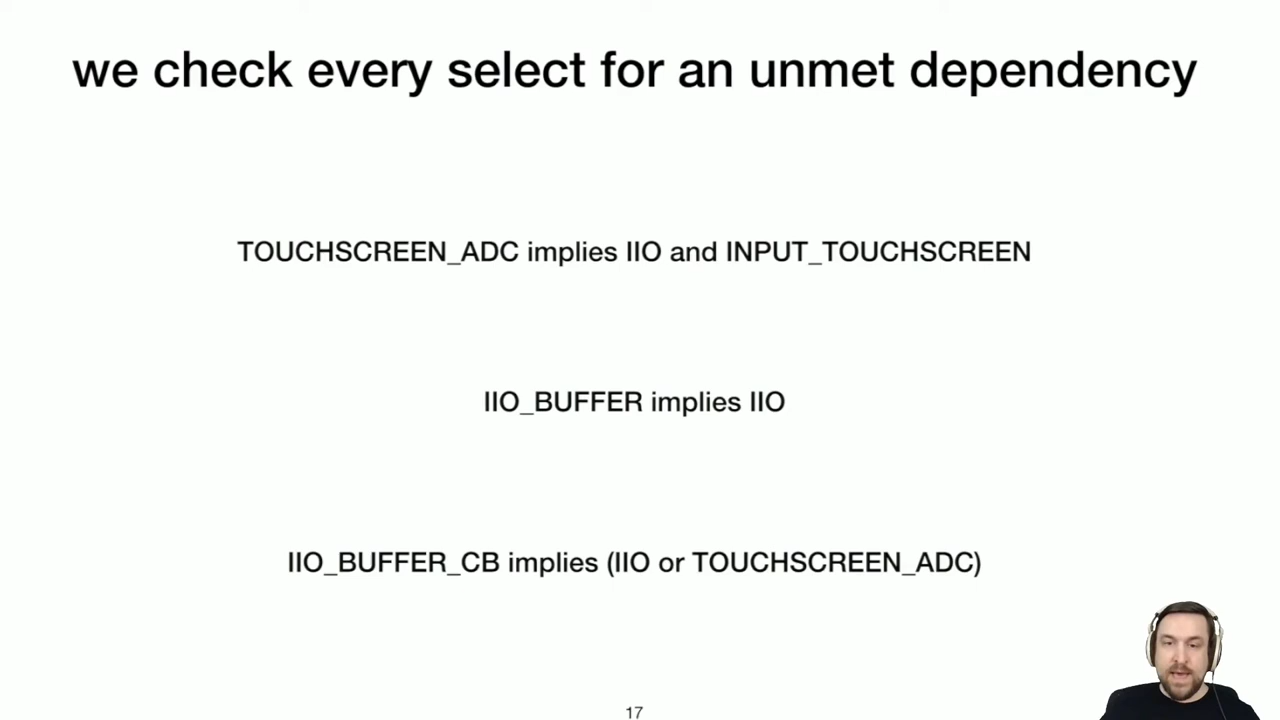 we check every select for an unmet dependency
TOUCHSCREEN_ADC implies IIO and INPUT_TOUCHSCREEN
IIO_BUFFER implies IIO
IIO_BUFFER_CB implies (IIO or TOUCHSCREEN_ADC)
17